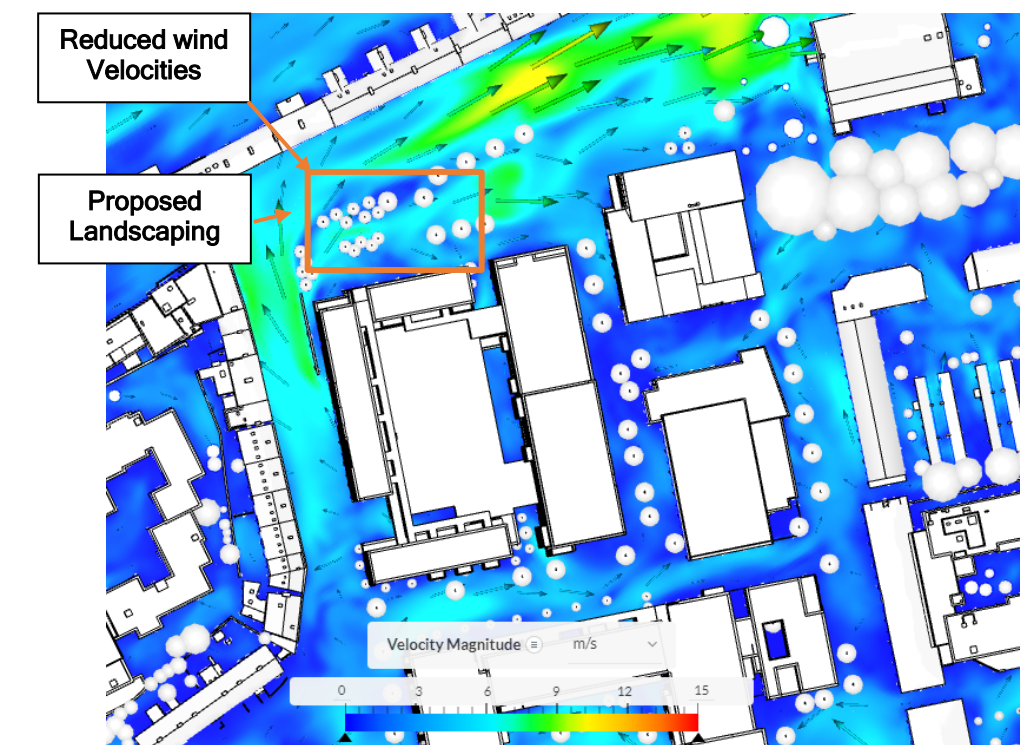 Reduced wind
Velocities
Proposed
Landscaping
Velocity Magnitude m/s
0 3 6 9 12 15